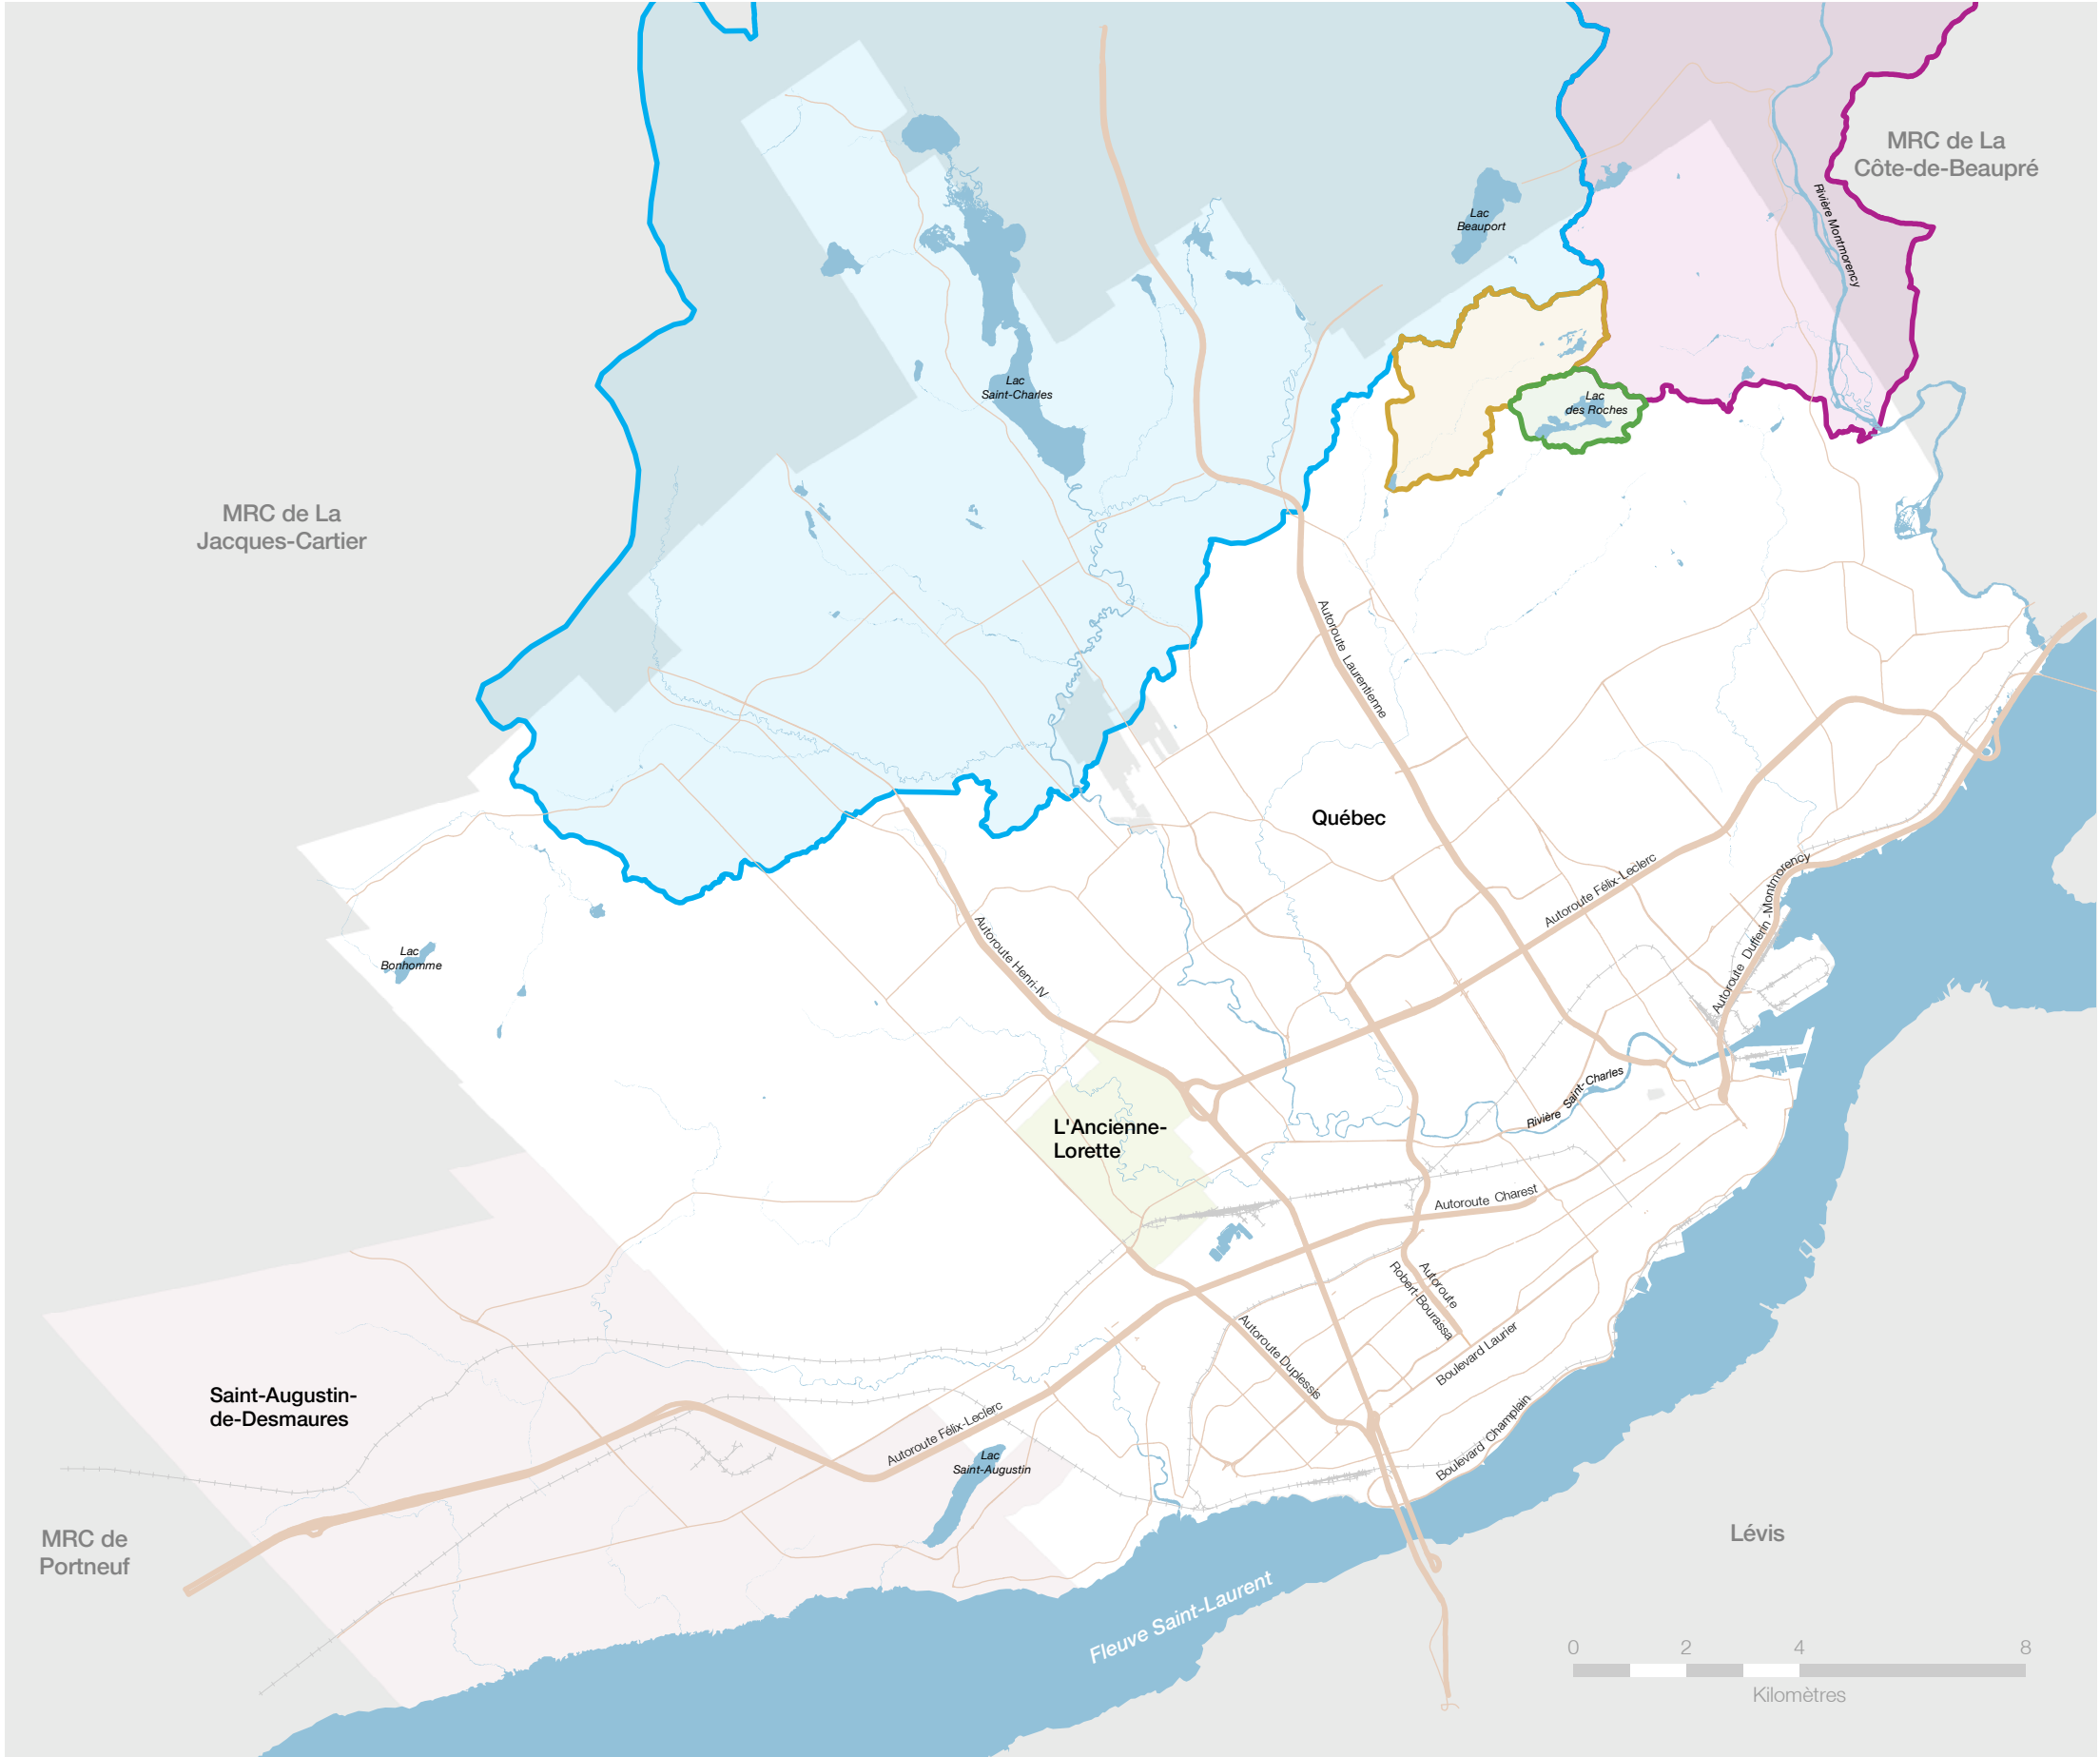 MRC de La
Côte-de-Beaupré
Rivière Montmorency
Lac
Beauport
Lac
Saint-Charles
Lac
des Roches
MRC de La
Jacques-Cartier
Autoroute Laurentienne
Québec
Autoroute Félix-Leclerc
Autoroute Dufferin-Montmorency
Lac
Bonhomme
Autoroute Henri-IV
Rivière Saint-Charles
L'Ancienne-
Lorette
Autoroute Charest
Autoroute
Robert-Bourassa
Autoroute Duplessis
Boulevard Laurier
Boulevard Champlain
Saint-Augustin-
de-Desmaures
Autoroute Félix-Leclerc
Lac
Saint-Augustin
MRC de
Portneuf
Lévis
Fleuve Saint-Laurent
0 2 4 8
Kilomètres